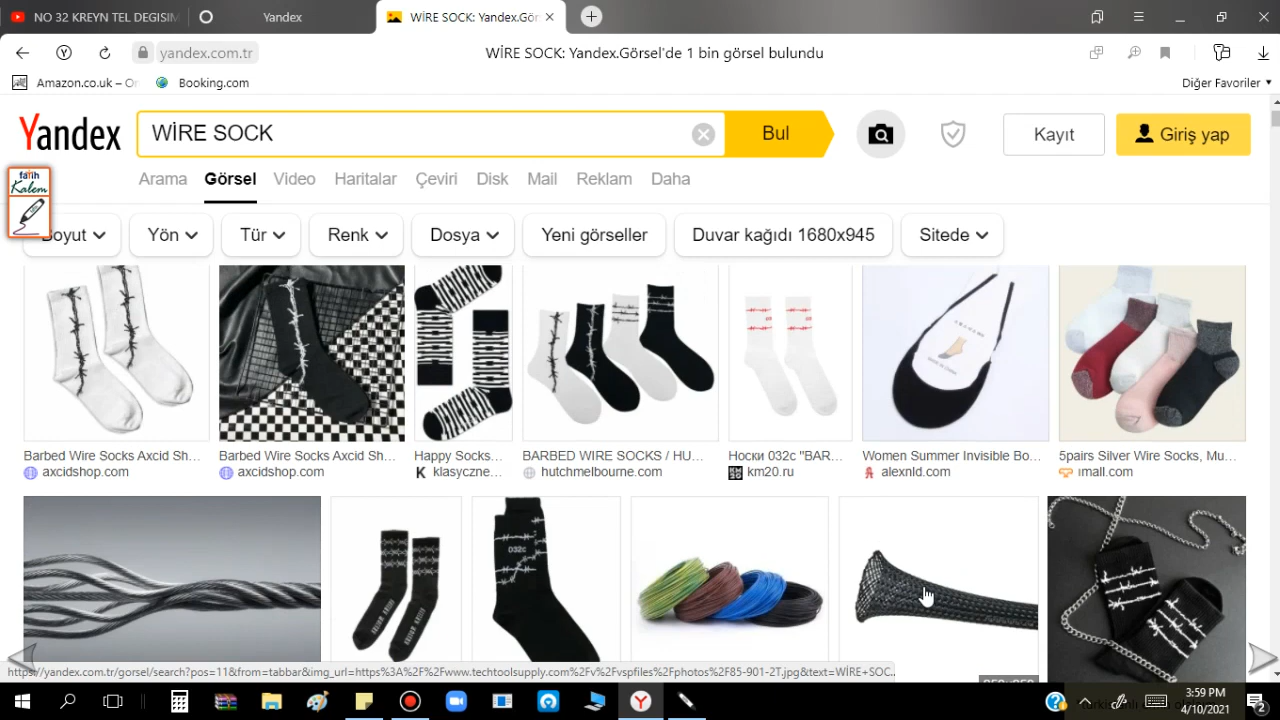 NO 32 KREYN TEL DEGISIM
Yandex
WİRE SOCK: Yandex.Gör
yandex.com.tr
WİRE SOCK: Yandex.Görsel'de 1 bin görsel bulundu
Amazon.co.uk – Or
Booking.com
Diğer Favoriler
Yandex
WİRE SOCK
Bul
Kayıt
Giriş yap
fatih
Kalem
Arama
Görsel
Video
Haritalar
Çeviri
Disk
Mail
Reklam
Daha
Boyut
Yön
Tür
Renk
Dosya
Yeni görseller
Duvar kağıdı 1680x945
Sitede
Barbed Wire Socks Axcid Sh...
axcidshop.com
Barbed Wire Socks Axcid Sh...
axcidshop.com
Happy Socks...
K klasyczne...
BARBED WIRE SOCKS / HU...
hutchmelbourne.com
Носки 032c "BAR...
km20.ru
Women Summer Invisible Bo...
alexnld.com
5pairs Silver Wire Socks, Mu...
1mall.com
032c
https://yandex.com.tr/gorsel/search?pos=11&from=tabbar&img_url=https%3A%2F%2Fwww.techtoolsupply.com%2Fv%2Fvspfiles%2Fphotos%2F85-901-2T.jpg&text=WİRE+SOC...
3:59 PM
4/10/2021
2